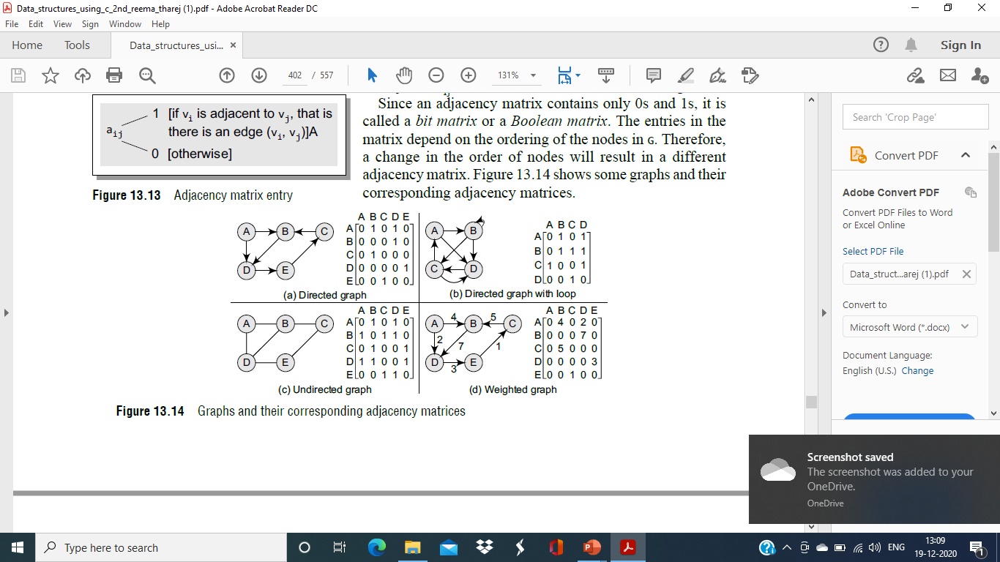 Data_structures_using_c_2nd_reema_tharej (1).pdf - Adobe Acrobat Reader DC
File Edit View Sign Window Help
Home Tools Data_structures_usi... × ? Sign In
402 / 557 131%
1 [if vi is adjacent to vj, that is
there is an edge (vi, vj)]A
aij
0 [otherwise]
Figure 13.13 Adjacency matrix entry
Since an adjacency matrix contains only 0s and 1s, it is
called a bit matrix or a Boolean matrix. The entries in the
matrix depend on the ordering of the nodes in G. Therefore,
a change in the order of nodes will result in a different
adjacency matrix. Figure 13.14 shows some graphs and their
corresponding adjacency matrices.
A B C
D E
A B C D E
A 0 1 0 1 0
B 0 0 0 1 0
C 0 1 0 0 0
D 0 0 0 0 1
E 0 0 1 0 0
(a) Directed graph
A B
C D
A B C D
A 0 1 0 1
B 0 1 1 1
C 1 0 0 1
D 0 0 1 0
(b) Directed graph with loop
A B C
D E
A B C D E
A 0 1 0 1 0
B 1 0 1 1 0
C 0 1 0 0 1
D 1 1 0 0 1
E 0 0 1 1 0
(c) Undirected graph
A 4 B 5 C
2 7 1
D 3 E
A B C D E
A 0 4 0 2 0
B 0 0 0 7 0
C 0 5 0 0 0
D 0 0 0 0 3
E 0 0 1 0 0
(d) Weighted graph
Figure 13.14 Graphs and their corresponding adjacency matrices
Search 'Crop Page'
Convert PDF
Adobe Convert PDF
Convert PDF Files to Word
or Excel Online
Select PDF File
Data_struct...arej (1).pdf ×
Convert to
Microsoft Word (*.docx)
Document Language:
English (U.S.) Change
Screenshot saved
The screenshot was added to your
OneDrive.
OneDrive
Type here to search
ENG
13:09
19-12-2020
1